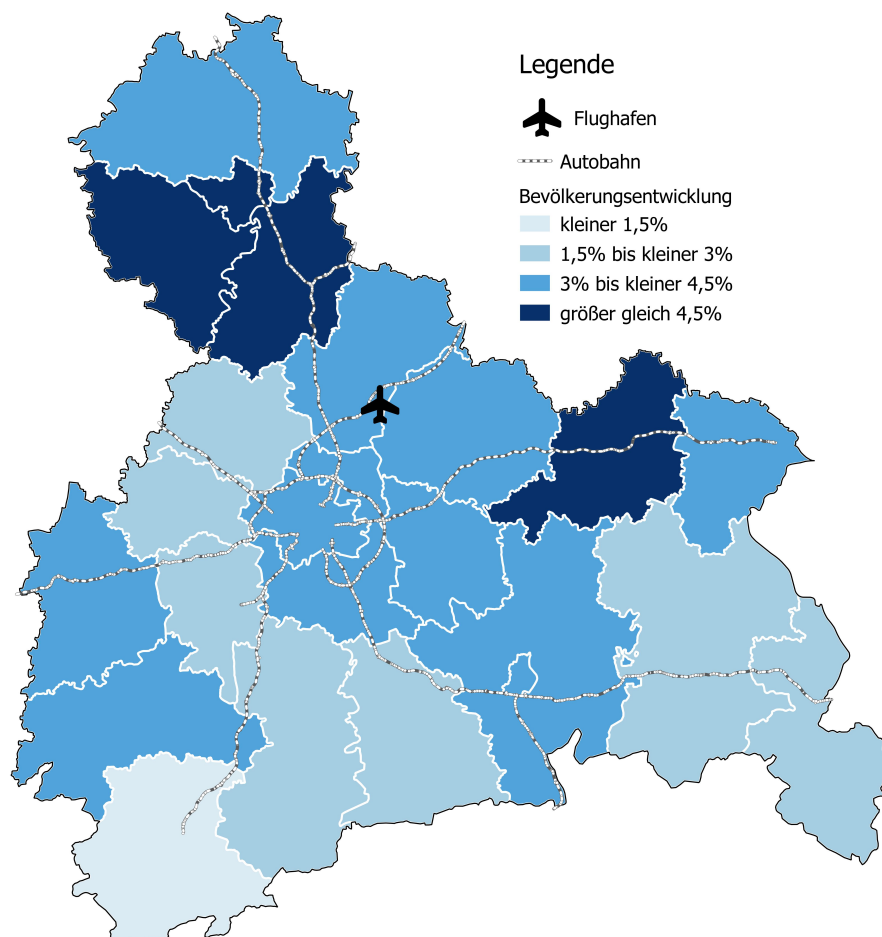 Legende
Flughafen
Autobahn
Bevölkerungsentwicklung
kleiner 1,5%
1,5% bis kleiner 3%
3% bis kleiner 4,5%
größer gleich 4,5%